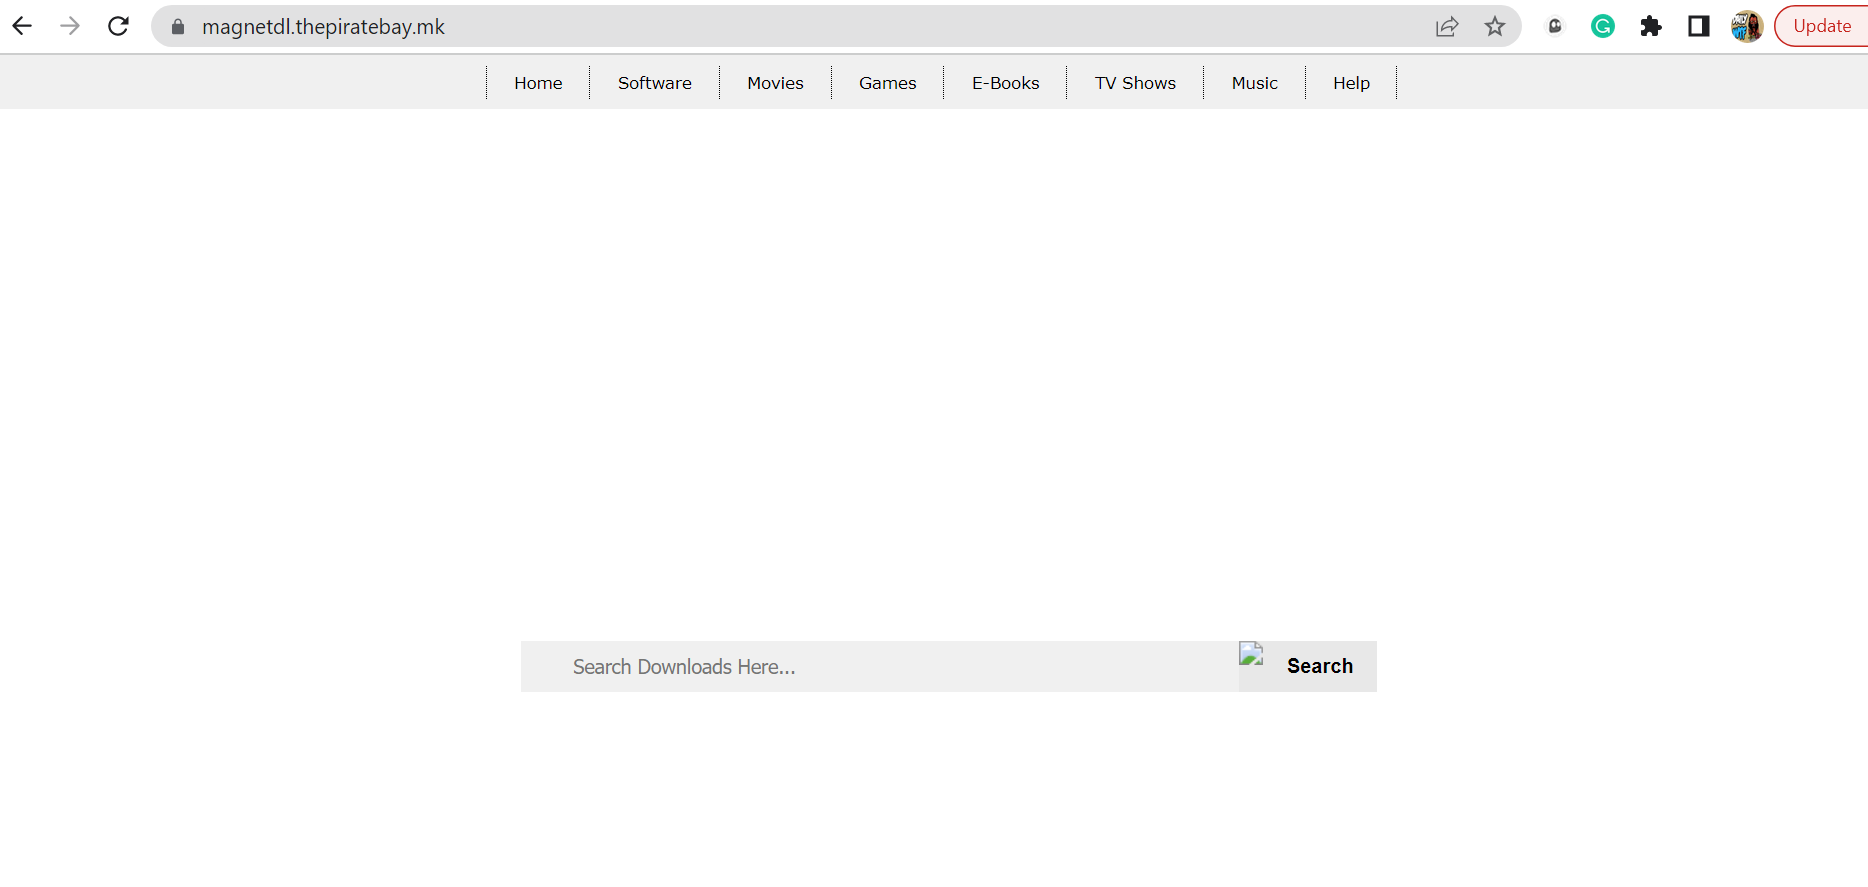 magnetdl.thepiratebay.mk
Update
Home Software Movies Games E-Books TV Shows Music Help
Search Downloads Here...
Search